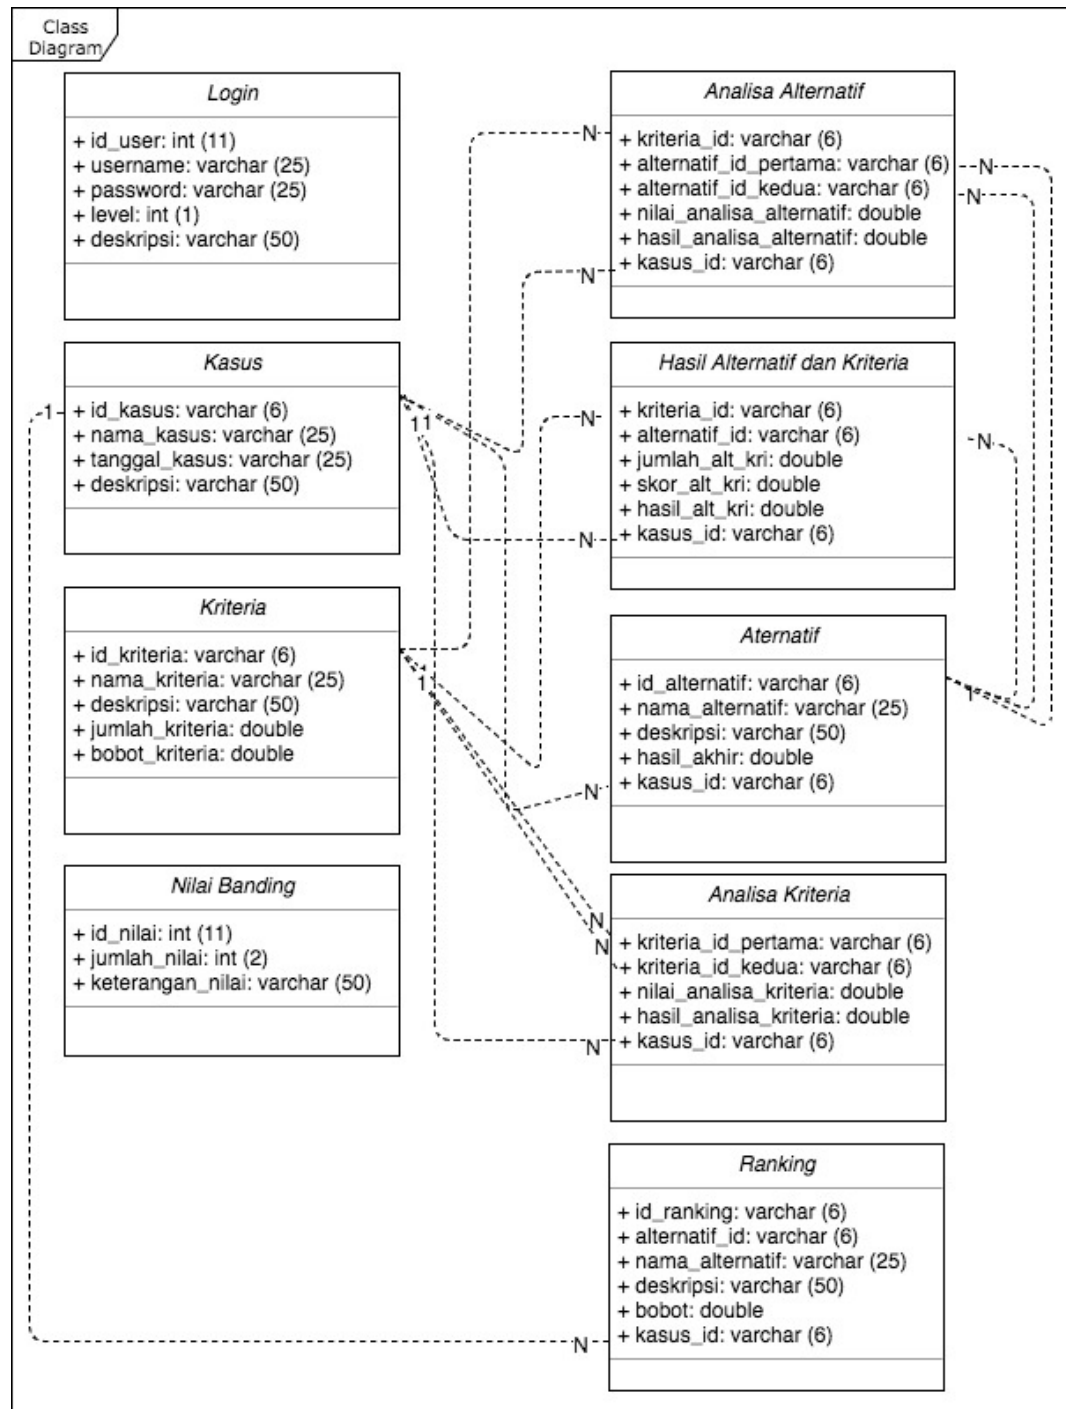 Class
Diagram
Login
+ id_user: int (11)
+ username: varchar (25)
+ password: varchar (25)
+ level: int (1)
+ deskripsi: varchar (50)
Kasus
+ id_kasus: varchar (6)
+ nama_kasus: varchar (25)
+ tanggal_kasus: varchar (25)
+ deskripsi: varchar (50)
1
11
Kriteria
+ id_kriteria: varchar (6)
+ nama_kriteria: varchar (25)
+ deskripsi: varchar (50)
+ jumlah_kriteria: double
+ bobot_kriteria: double
1
Nilai Banding
+ id_nilai: int (11)
+ jumlah_nilai: int (2)
+ keterangan_nilai: varchar (50)
Analisa Alternatif
+ kriteria_id: varchar (6)
+ alternatif_id_pertama: varchar (6)
+ alternatif_id_kedua: varchar (6)
+ nilai_analisa_alternatif: double
+ hasil_analisa_alternatif: double
+ kasus_id: varchar (6)
N
N
N
N
Hasil Alternatif dan Kriteria
+ kriteria_id: varchar (6)
+ alternatif_id: varchar (6)
+ jumlah_alt_kri: double
+ skor_alt_kri: double
+ hasil_alt_kri: double
+ kasus_id: varchar (6)
N
N
N
Aternatif
+ id_alternatif: varchar (6)
+ nama_alternatif: varchar (25)
+ deskripsi: varchar (50)
+ hasil_akhir: double
+ kasus_id: varchar (6)
1
N
Analisa Kriteria
+ kriteria_id_pertama: varchar (6)
+ kriteria_id_kedua: varchar (6)
+ nilai_analisa_kriteria: double
+ hasil_analisa_kriteria: double
+ kasus_id: varchar (6)
N
N
N
Ranking
+ id_ranking: varchar (6)
+ alternatif_id: varchar (6)
+ nama_alternatif: varchar (25)
+ deskripsi: varchar (50)
+ bobot: double
+ kasus_id: varchar (6)
N